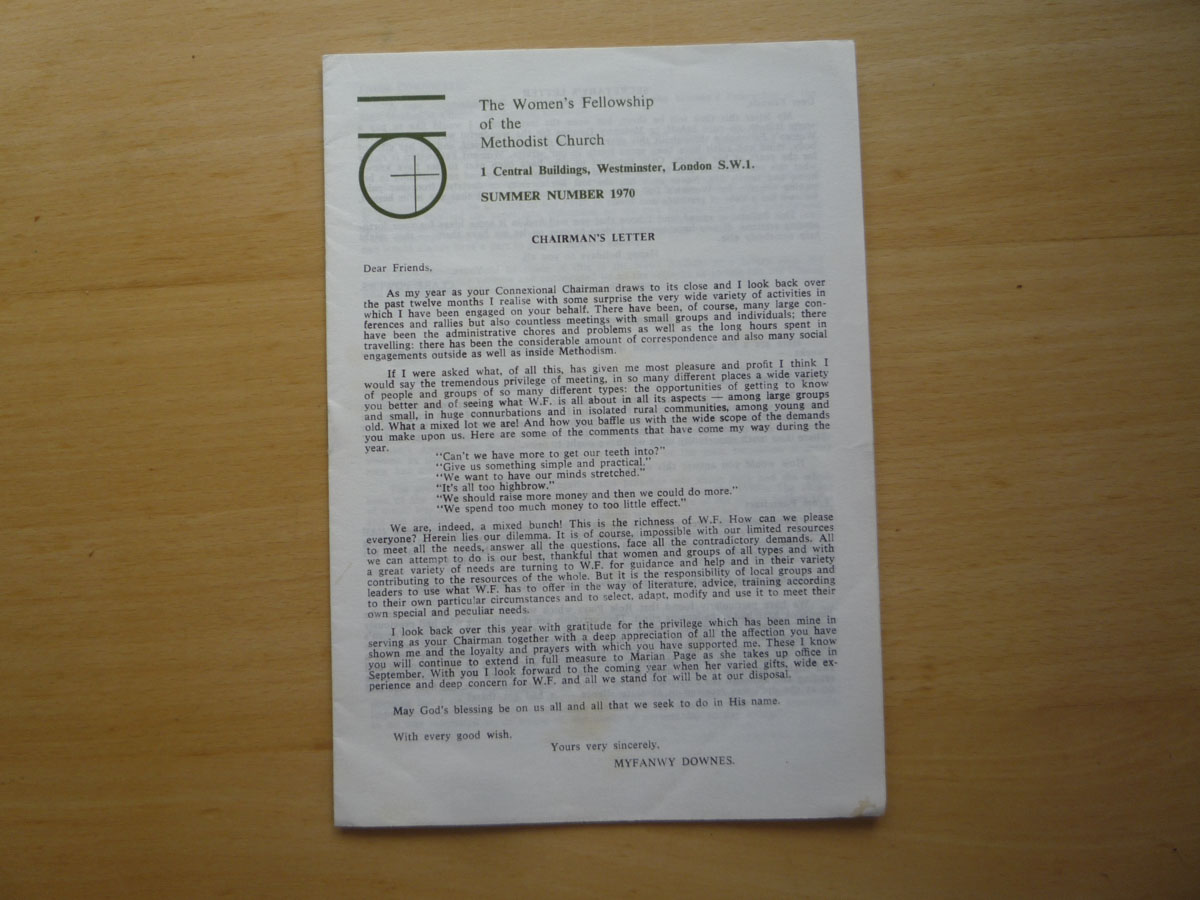 The Women's Fellowship
of the
Methodist Church
1 Central Buildings, Westminster, London S.W.1.
SUMMER NUMBER 1970
CHAIRMAN'S LETTER
Dear Friends,
As my year as your Connexional Chairman draws to its close and I look back over
the past twelve months I realise with some surprise the very wide variety of activities in
which I have been engaged on your behalf. There have been, of course, many large con-
ferences and rallies but also countless meetings with small groups and individuals; there
have been the administrative chores and problems as well as the long hours spent in
travelling: there has been the considerable amount of correspondence and also many social
engagements outside as well as inside Methodism.
If I were asked what, of all this, has given me most pleasure and profit I think I
would say the tremendous privilege of meeting, in so many different places a wide variety
of people and groups of so many different types: the opportunities of getting to know
you better and of seeing what W.F. is all about in all its aspects — among large groups
and small, in huge connurbations and in isolated rural communities, among young and
old. What a mixed lot we are! And how you baffle us with the wide scope of the demands
you make upon us. Here are some of the comments that have come my way during the
year.
"Can't we have more to get our teeth into?"
"Give us something simple and practical."
"We want to have our minds stretched."
"It's all too highbrow."
"We should raise more money and then we could do more."
"We spend too much money to too little effect."
We are, indeed, a mixed bunch! This is the richness of W.F. How can we please
everyone? Herein lies our dilemma. It is of course, impossible with our limited resources
to meet all the needs, answer all the questions, face all the contradictory demands. All
we can attempt to do is our best, thankful that women and groups of all types and with
a great variety of needs are turning to W.F. for guidance and help and in their variety
contributing to the resources of the whole. But it is the responsibility of local groups and
leaders to use what W.F. has to offer in the way of literature, advice, training according
to their own particular circumstances and to select, adapt, modify and use it to meet their
own special and peculiar needs.
I look back over this year with gratitude for the privilege which has been mine in
serving as your Chairman together with a deep appreciation of all the affection you have
shown me and the loyalty and prayers with which you have supported me. These I know
you will continue to extend in full measure to Marian Page as she takes up office in
September. With you I look forward to the coming year when her varied gifts, wide ex-
perience and deep concern for W.F. and all we stand for will be at our disposal.
May God's blessing be on us all and all that we seek to do in His name.
With every good wish.
Yours very sincerely,
MYFANWY DOWNES.